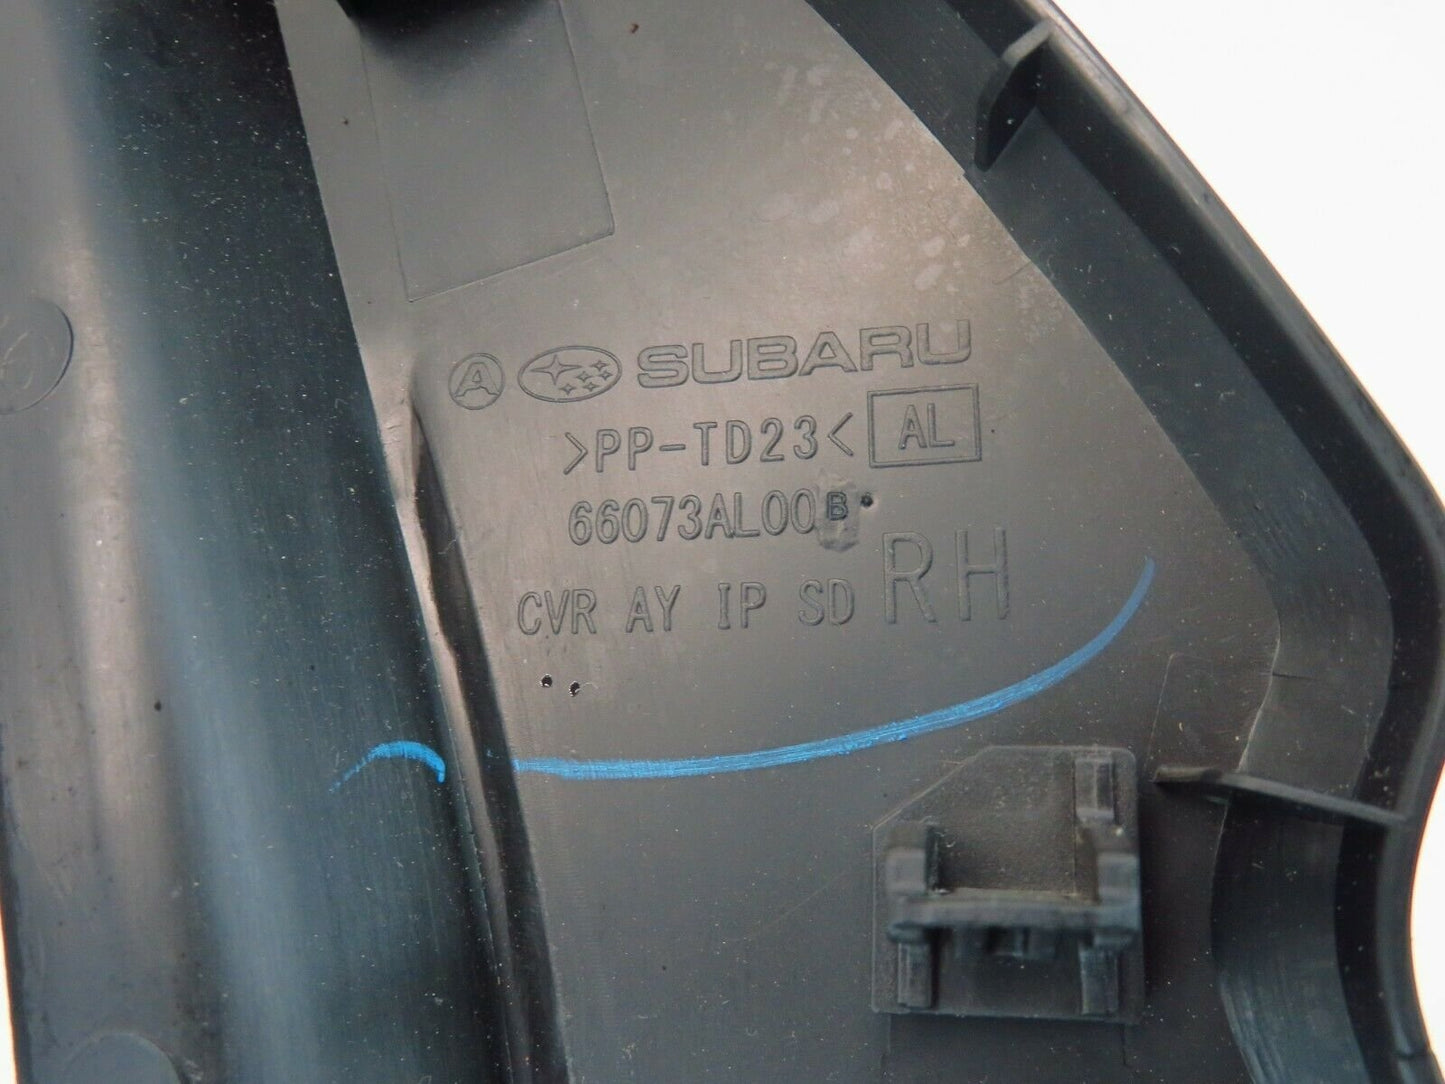 A SUBARU
>PP-TD23< AL
66073AL00B
CVR AY IP SD RH